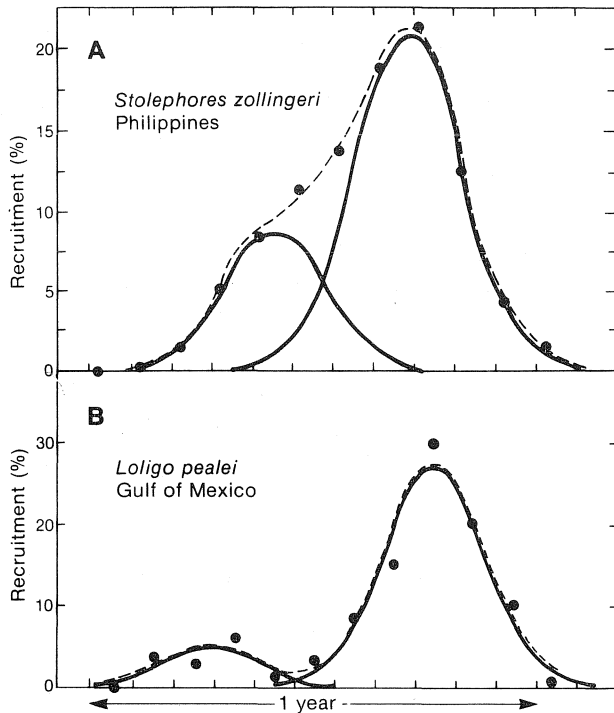 A
Stolephores zollingeri
Philippines
Recruitment (%)
20
15
10
5
0
B
Loligo pealei
Gulf of Mexico
Recruitment (%)
30
20
10
0
1 year